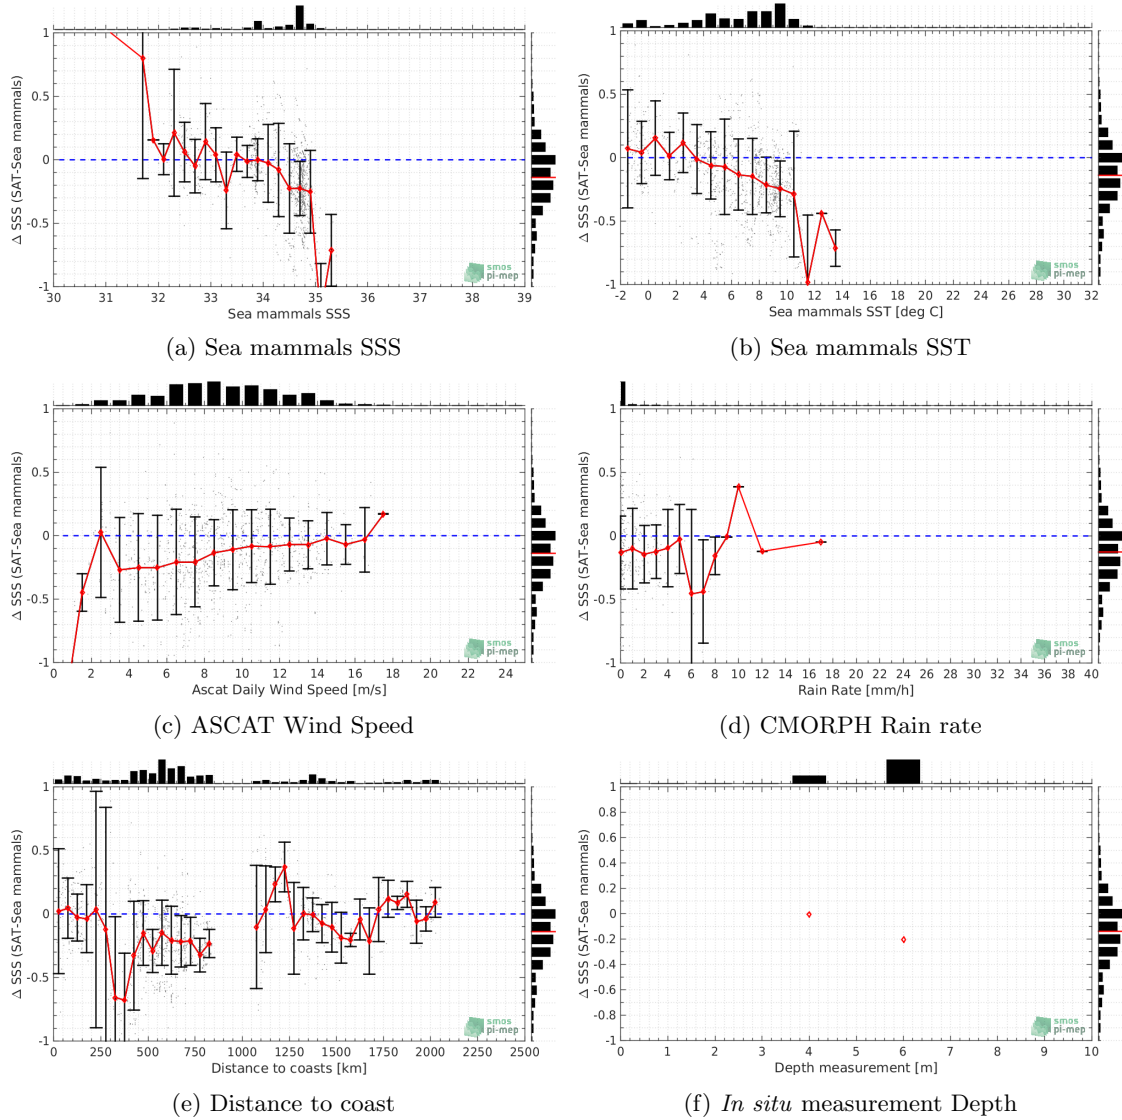 1
0.5
0
-0.5
-1
Δ SSS (SAT-Sea mammals)
30 31 32 33 34 35 36 37 38 39
Sea mammals SSS
smos
pi-mep
(a) Sea mammals SSS
1
0.5
0
-0.5
-1
Δ SSS (SAT-Sea mammals)
-2 0 2 4 6 8 10 12 14 16 18 20 22 24 26 28 30 32
Sea mammals SST [deg C]
smos
pi-mep
(b) Sea mammals SST
1
0.5
0
-0.5
-1
Δ SSS (SAT-Sea mammals)
0 2 4 6 8 10 12 14 16 18 20 22 24
Ascat Daily Wind Speed [m/s]
smos
pi-mep
(c) ASCAT Wind Speed
1
0.5
0
-0.5
-1
Δ SSS (SAT-Sea mammals)
0 2 4 6 8 10 12 14 16 18 20 22 24 26 28 30 32 34 36 38 40
Rain Rate [mm/h]
smos
pi-mep
(d) CMORPH Rain rate
1
0.5
0
-0.5
-1
Δ SSS (SAT-Sea mammals)
0 250 500 750 1000 1250 1500 1750 2000 2250 2500
Distance to coasts [km]
smos
pi-mep
(e) Distance to coast
1
0.8
0.6
0.4
0.2
0
-0.2
-0.4
-0.6
-0.8
-1
Δ SSS (SAT-Sea mammals)
0 1 2 3 4 5 6 7 8 9 10
Depth measurement [m]
smos
pi-mep
(f) In situ measurement Depth